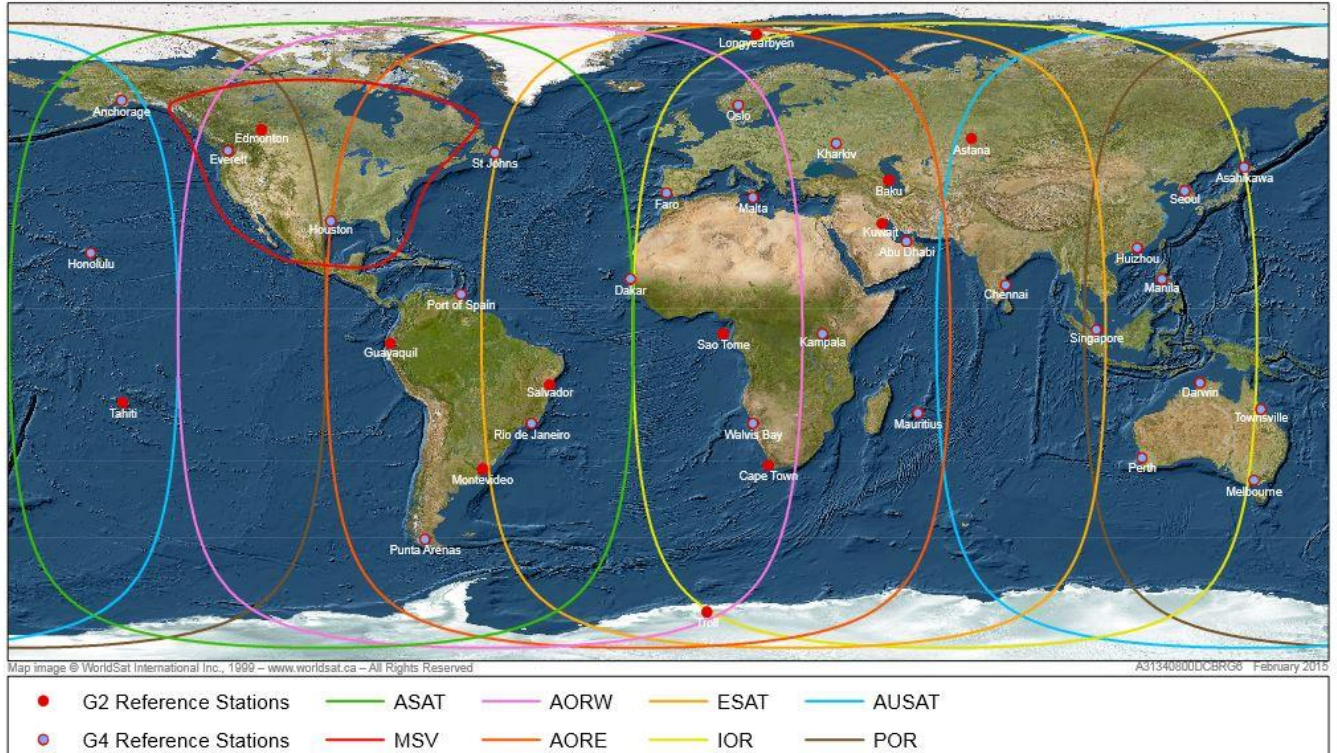 Longyearbyen
Anchorage
Oslo
Edmonton
Everett
St Johns
Kharkiv
Astana
Baku
Asahikawa
Seoul
Faro
Malta
Houston
Kuwait
Abu Dhabi
Honolulu
Huizhou
Dakar
Chennai
Manila
Port of Spain
Guayaquil
Sao Tome
Kampala
Singapore
Salvador
Darwin
Tahiti
Mauritius
Townsville
Rio de Janeiro
Walvis Bay
Perth
Montevideo
Cape Town
Melbourne
Punta Arenas
Troll
Map image © WorldSat International Inc., 1999 – www.worldsat.ca – All Rights Reserved
A31340800DCBRG6 February 2015
G2 Reference Stations ASAT AORW ESAT AUSAT
G4 Reference Stations MSV AORE IOR POR